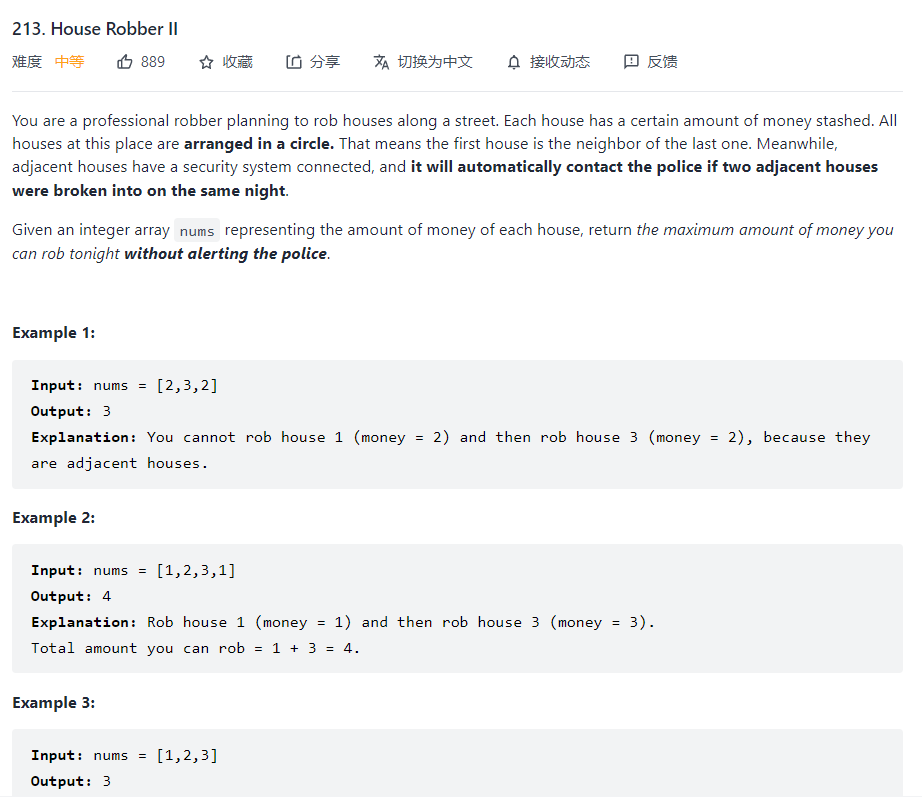 213. House Robber II
难度 中等 889 收藏 分享 切换为中文 接收动态 反馈
You are a professional robber planning to rob houses along a street. Each house has a certain amount of money stashed. All
houses at this place are arranged in a circle. That means the first house is the neighbor of the last one. Meanwhile,
adjacent houses have a security system connected, and it will automatically contact the police if two adjacent houses
were broken into on the same night.
Given an integer array nums representing the amount of money of each house, return the maximum amount of money you
can rob tonight without alerting the police.
Example 1:
Input: nums = [2,3,2]
Output: 3
Explanation: You cannot rob house 1 (money = 2) and then rob house 3 (money = 2), because they
are adjacent houses.
Example 2:
Input: nums = [1,2,3,1]
Output: 4
Explanation: Rob house 1 (money = 1) and then rob house 3 (money = 3).
Total amount you can rob = 1 + 3 = 4.
Example 3:
Input: nums = [1,2,3]
Output: 3